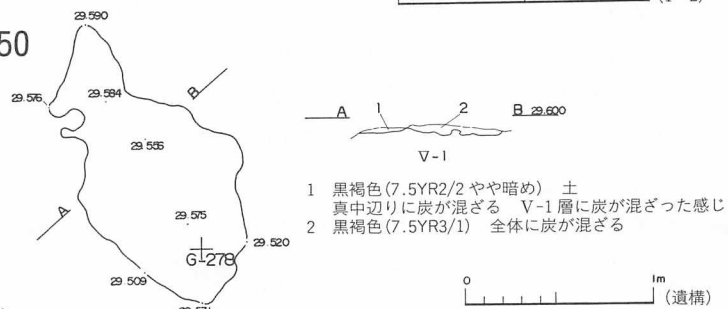 50
29.590
29.576
29.584
B
29.556
A
29.575
G-278
29.520
29.509
A 1 2 B 29.600
V-1
1 黒褐色(7.5YR2/2 やや暗め) 土
真中辺りに炭が混ざる V-1層に炭が混ざった感じ
2 黒褐色(7.5YR3/1) 全体に炭が混ざる
0 1m
(遺構)